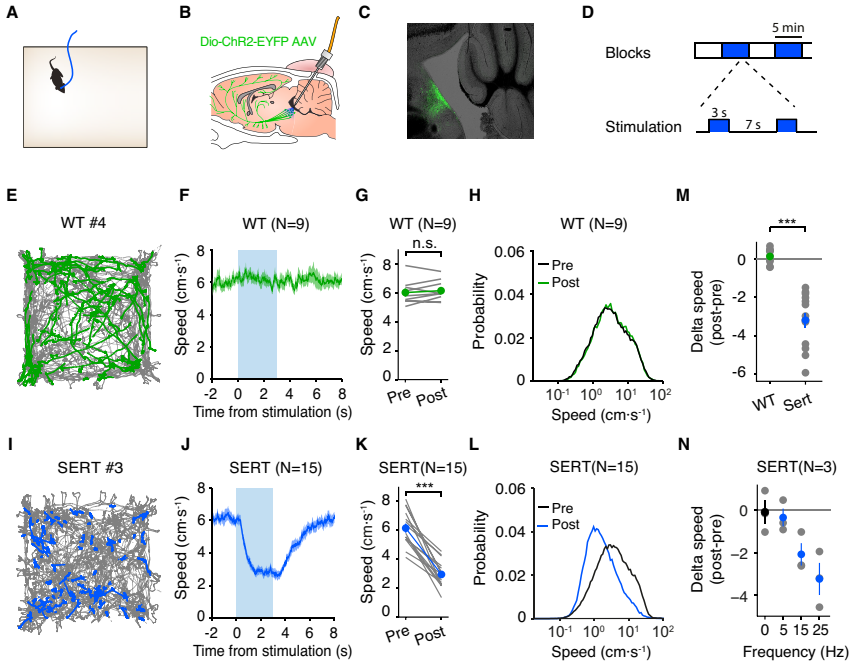 A
B
Dio-ChR2-EYFP AAV
C
D
5 min
Blocks
3 s
7 s
Stimulation
E
WT #4
F
WT (N=9)
Speed (cm·s⁻¹)
8
6
4
2
0
-2 0 2 4 6 8
Time from stimulation (s)
G
WT (N=9)
n.s.
Speed (cm·s⁻¹)
8
6
4
2
0
Pre Post
H
WT (N=9)
Pre
Post
Probability
0.06
0.04
0.02
0
10⁻¹ 10⁰ 10¹ 10²
Speed (cm·s⁻¹)
M
***
Delta speed
(post-pre)
0
-2
-4
-6
WT Sert
I
SERT #3
J
SERT (N=15)
Speed (cm·s⁻¹)
8
6
4
2
0
-2 0 2 4 6 8
Time from stimulation (s)
K
SERT(N=15)
***
Speed (cm·s⁻¹)
8
6
4
2
0
Pre Post
L
SERT(N=15)
Pre
Post
Probability
0.06
0.04
0.02
0
10⁻¹ 10⁰ 10¹ 10²
Speed (cm·s⁻¹)
N
SERT(N=3)
Delta speed
(post-pre)
0
−2
−4
0 5 15 25
Frequency (Hz)